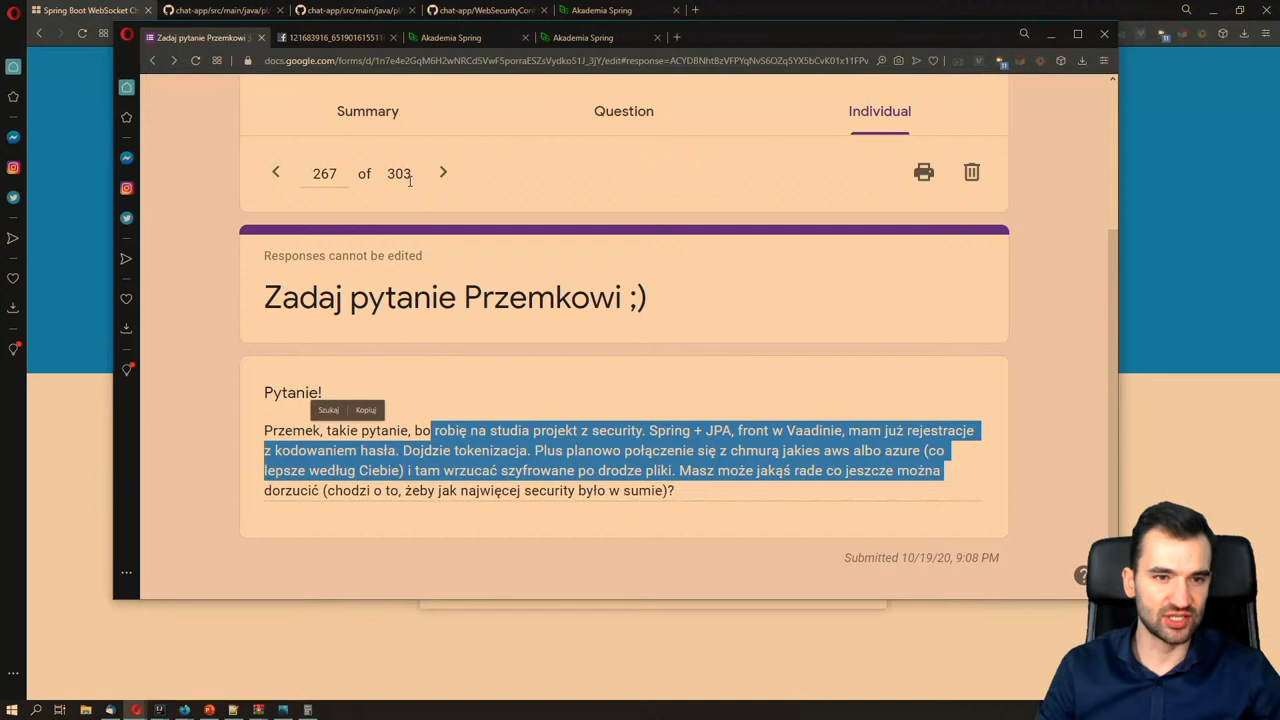 Spring Boot WebSocket Ch
chat-app/src/main/java/pl/
chat-app/src/main/java/pl/
chat-app/WebSecurityCont
Akademia Spring
Zadaj pytanie Przemkowi ;)
121683916_65190161551
Akademia Spring
Akademia Spring
Summary
Question
Individual
267 of 303
Responses cannot be edited
Zadaj pytanie Przemkowi ;)
Pytanie!
Szukaj
Kopiuj
Przemek, takie pytanie, bo robię na studia projekt z security. Spring + JPA, front w Vaadinie, mam już rejestracje
z kodowaniem hasła. Dojdzie tokenizacja. Plus planowo połączenie się z chmurą jakies aws albo azure (co
lepsze według Ciebie) i tam wrzucać szyfrowane po drodze pliki. Masz może jakąś rade co jeszcze można
dorzucić (chodzi o to, żeby jak najwięcej security było w sumie)?
Submitted 10/19/20, 9:08 PM